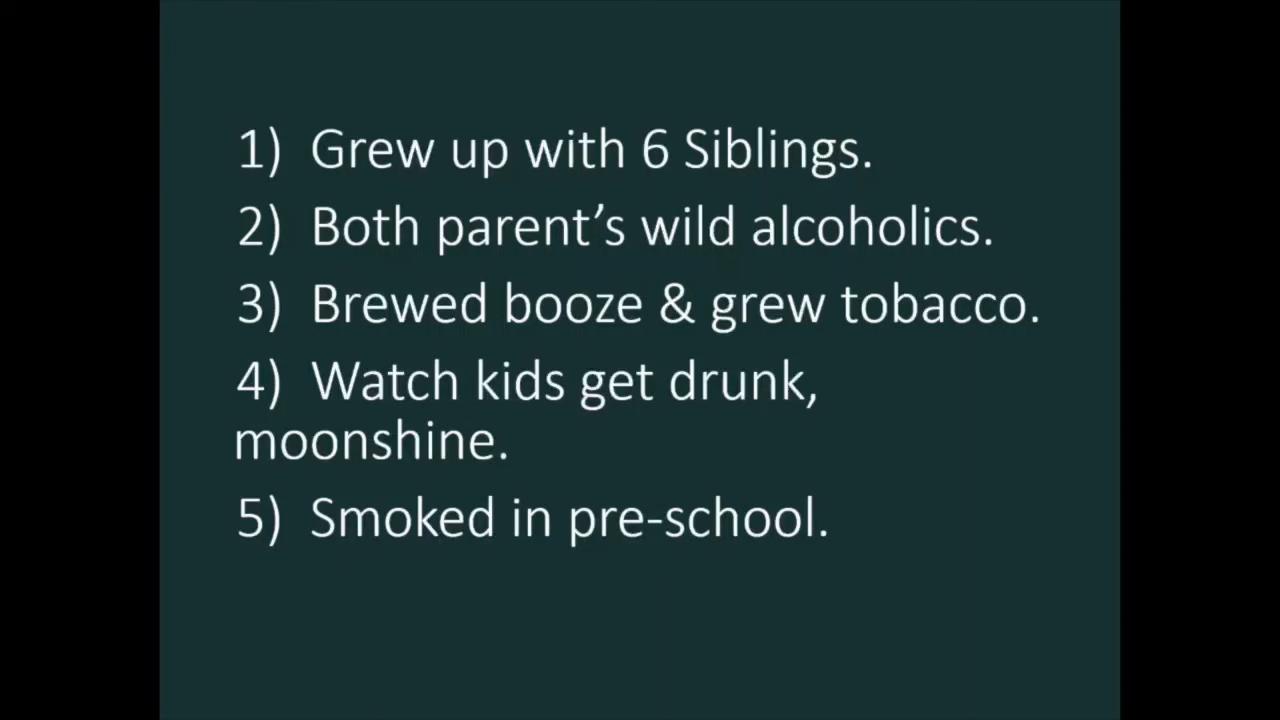 1) Grew up with 6 Siblings.
2) Both parent’s wild alcoholics.
3) Brewed booze & grew tobacco.
4) Watch kids get drunk,
moonshine.
5) Smoked in pre-school.